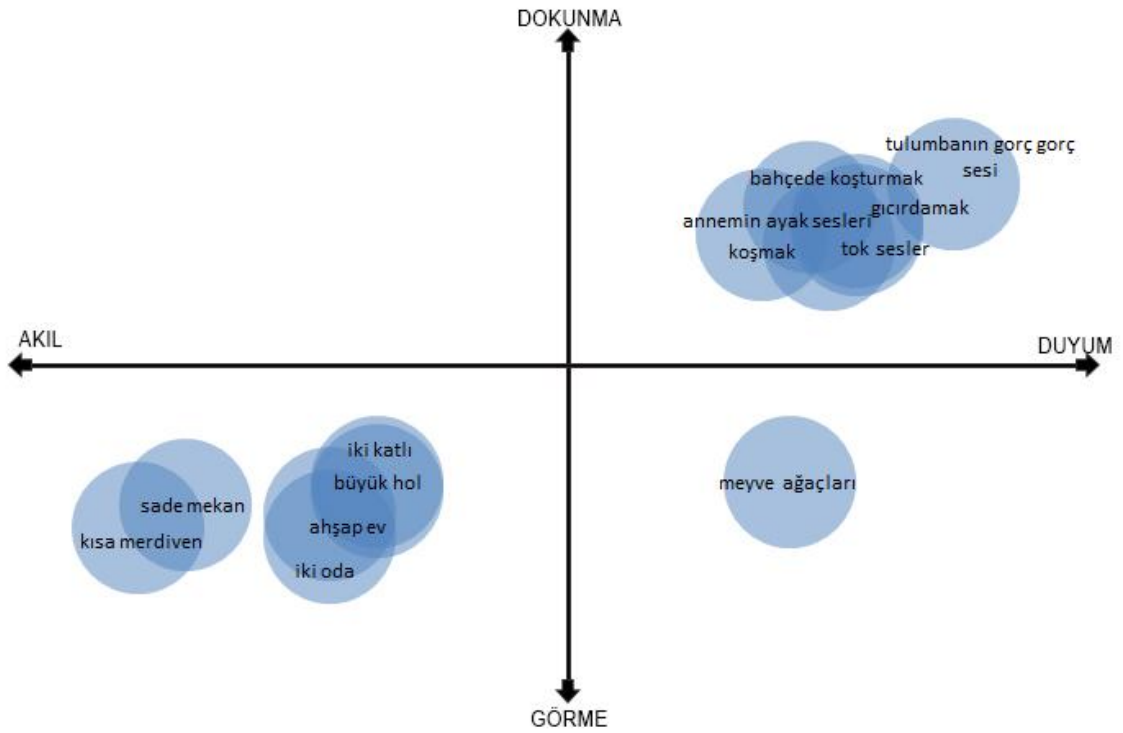 DOKUNMA
tulumbanın gorç gorç
sesi
bahçede koşturmak
gıcırdamak
annemin ayak sesleri
tok sesler
koşmak
AKIL
DUYUM
iki katlı
büyük hol
meyve ağaçları
sade mekan
ahşap ev
kısa merdiven
iki oda
GÖRME